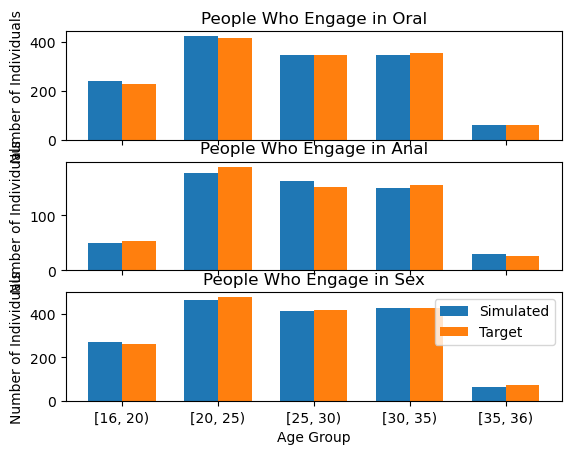 People Who Engage in Oral
Number of Individuals
400
200
0
People Who Engage in Anal
Number of Individuals
100
0
People Who Engage in Sex
Number of Individuals
400
200
0
Simulated
Target
[16, 20)
[20, 25)
[25, 30)
[30, 35)
[35, 36)
Age Group